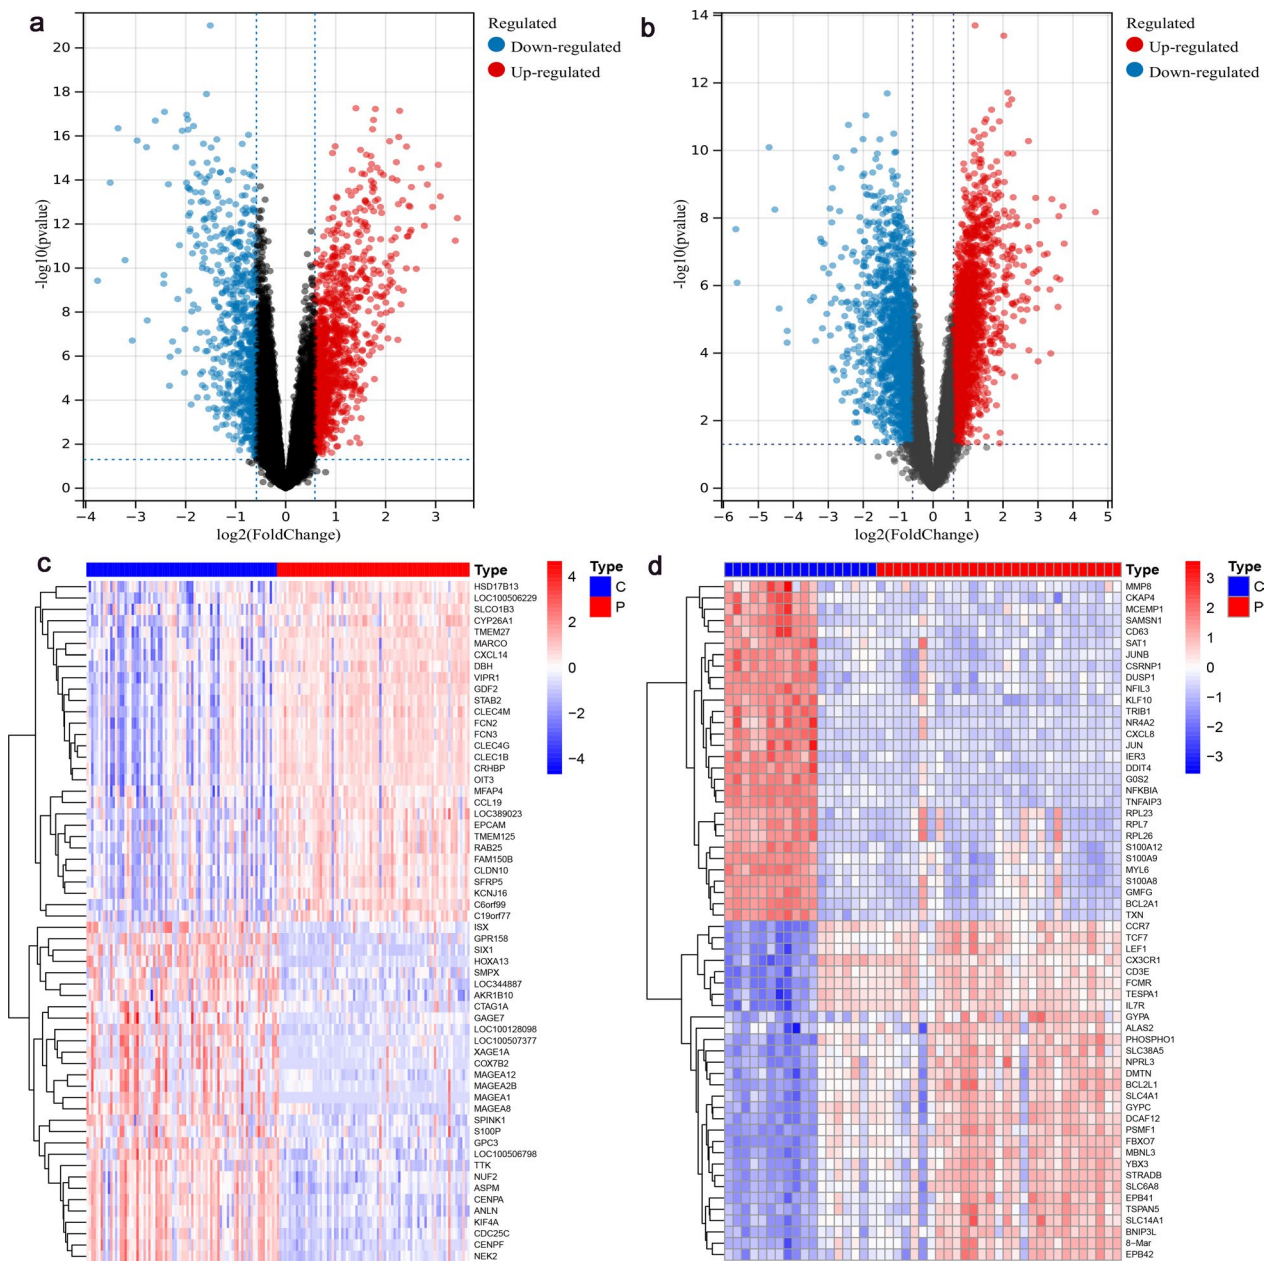 a
20
18
16
14
12
10
8
6
4
2
0
-log10(pvalue)
−4
−3
−2
−1
0
1
2
3
log2(FoldChange)
Regulated
Down-regulated
Up-regulated
b
14
12
10
8
6
4
2
0
-log10(pvalue)
−6
−5
−4
−3
−2
−1
0
1
2
3
4
5
log2(FoldChange)
Regulated
Up-regulated
Down-regulated
c
Type
HSD17B13
LOC100506229
SLCO1B3
CYP26A1
TMEM27
MARCO
CXCL14
DBH
VIPR1
GDF2
STAB2
CLEC4M
FCN2
FCN3
CLEC4G
CLEC1B
CRHBP
OIT3
MFAP4
CCL19
LOC389023
EPCAM
TMEM125
RAB25
FAM150B
CLDN10
SFRP5
KCNJ16
C6orf99
C19orf77
ISX
GPR158
SIX1
HOXA13
SMPX
LOC344887
AKR1B10
CTAG1A
GAGE7
LOC100128098
LOC100507377
XAGE1A
COX7B2
MAGEA12
MAGEA2B
MAGEA1
MAGEA8
SPINK1
S100P
GPC3
LOC100506798
TTK
NUF2
ASPM
CENPA
ANLN
KIF4A
CDC25C
CENPF
NEK2
4
2
0
−2
−4
Type
C
P
d
Type
MMP8
CKAP4
MCEMP1
SAMSN1
CD63
SAT1
JUNB
CSRNP1
DUSP1
NFIL3
KLF10
TRIB1
NR4A2
CXCL8
JUN
IER3
DDIT4
G0S2
NFKBIA
TNFAIP3
RPL23
RPL7
RPL26
S100A12
S100A9
MYL6
S100A8
GMFG
BCL2A1
TXN
CCR7
TCF7
LEF1
CX3CR1
CD3E
FCMR
TESPA1
IL7R
GYPA
ALAS2
PHOSPHO1
SLC38A5
NPRL3
DMTN
BCL2L1
SLC4A1
GYPC
DCAF12
PSMF1
FBXO7
MBNL3
YBX3
STRADB
SLC6A8
EPB41
TSPAN5
SLC14A1
BNIP3L
8−Mar
EPB42
3
2
1
0
−1
−2
−3
Type
C
P